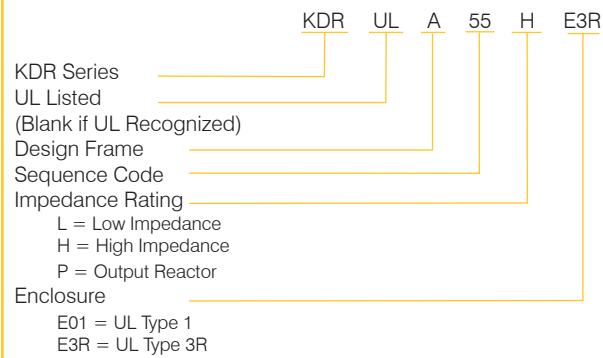 KDR UL A 55 H E3R
KDR Series
UL Listed
(Blank if UL Recognized)
Design Frame
Sequence Code
Impedance Rating
L = Low Impedance
H = High Impedance
P = Output Reactor
Enclosure
E01 = UL Type 1
E3R = UL Type 3R